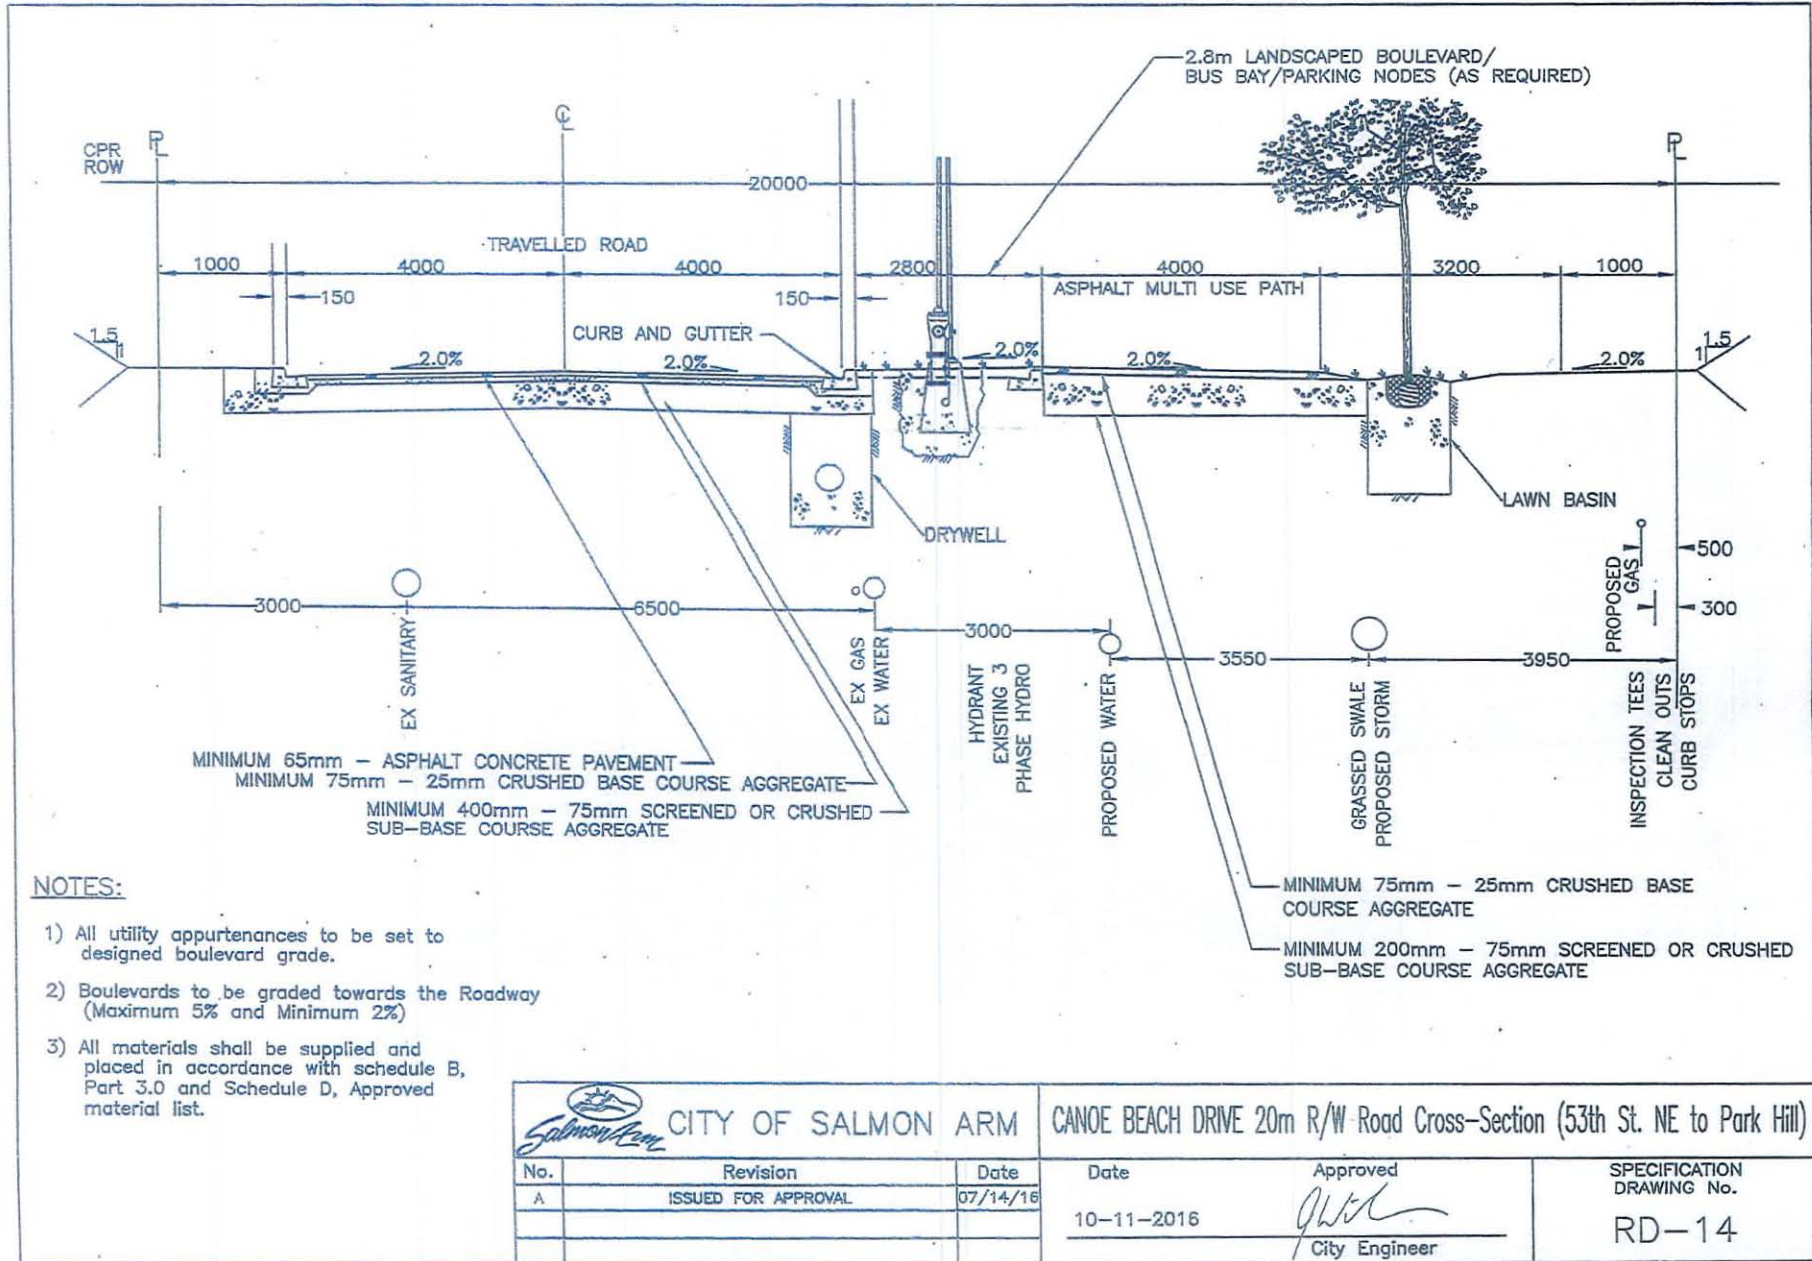 2.8m LANDSCAPED BOULEVARD/
BUS BAY/PARKING NODES (AS REQUIRED)
CPR
ROW
PL
CL
PL
20000
TRAVELLED ROAD
1000
4000
4000
2800
4000
3200
1000
150
150
ASPHALT MULTI USE PATH
CURB AND GUTTER
1.5
1
2.0%
2.0%
2.0%
2.0%
2.0%
1.5
1
LAWN BASIN
DRYWELL
500
300
PROPOSED
GAS
3000
6500
3000
3550
3950
EX SANITARY
EX GAS
EX WATER
HYDRANT
EXISTING 3
PHASE HYDRO
PROPOSED WATER
GRASSED SWALE
PROPOSED STORM
INSPECTION TEES
CLEAN OUTS
CURB STOPS
MINIMUM 65mm – ASPHALT CONCRETE PAVEMENT
MINIMUM 75mm – 25mm CRUSHED BASE COURSE AGGREGATE
MINIMUM 400mm – 75mm SCREENED OR CRUSHED
SUB-BASE COURSE AGGREGATE
MINIMUM 75mm – 25mm CRUSHED BASE
COURSE AGGREGATE
MINIMUM 200mm – 75mm SCREENED OR CRUSHED
SUB-BASE COURSE AGGREGATE
NOTES:
1) All utility appurtenances to be set to
designed boulevard grade.
2) Boulevards to be graded towards the Roadway
(Maximum 5% and Minimum 2%)
3) All materials shall be supplied and
placed in accordance with schedule B,
Part 3.0 and Schedule D, Approved
material list.
Salmon Arm
CITY OF SALMON ARM
CANOE BEACH DRIVE 20m R/W Road Cross-Section (53th St. NE to Park Hill)
No. Revision Date
A ISSUED FOR APPROVAL 07/14/16
Date Approved
10-11-2016
City Engineer
SPECIFICATION
DRAWING No.
RD-14